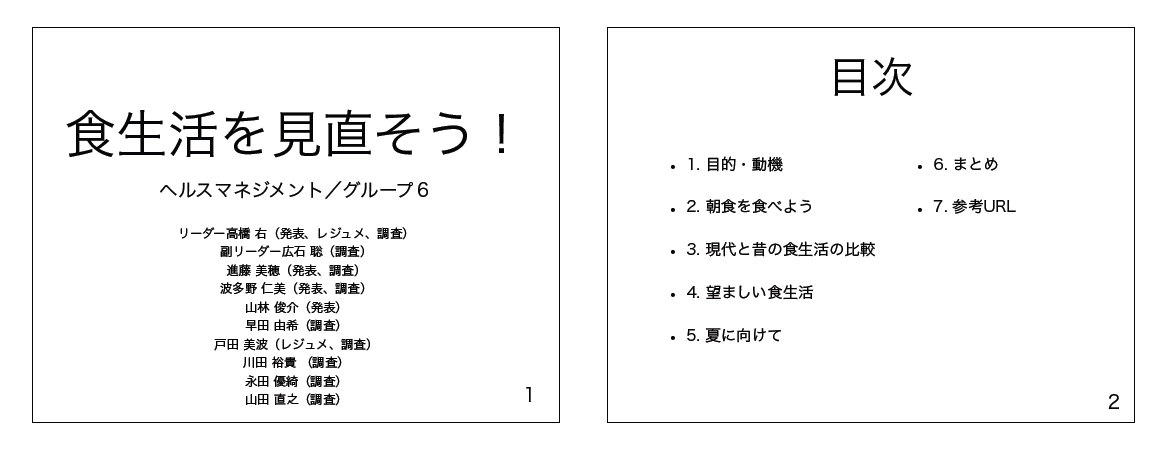 食生活を見直そう！
ヘルスマネジメント／グループ６
リーダー高橋 右（発表、レジュメ、調査）
副リーダー広石 聡（調査）
進藤 美穂（発表、調査）
波多野 仁美（発表、調査）
山林 俊介（発表）
早田 由希（調査）
戸田 美波（レジュメ、調査）
川田 裕貴 （調査）
永田 優綺（調査）
山田 直之（調査）
1
目次
• 1. 目的・動機
• 2. 朝食を食べよう
• 3. 現代と昔の食生活の比較
• 4. 望ましい食生活
• 5. 夏に向けて
• 6. まとめ
• 7. 参考URL
2